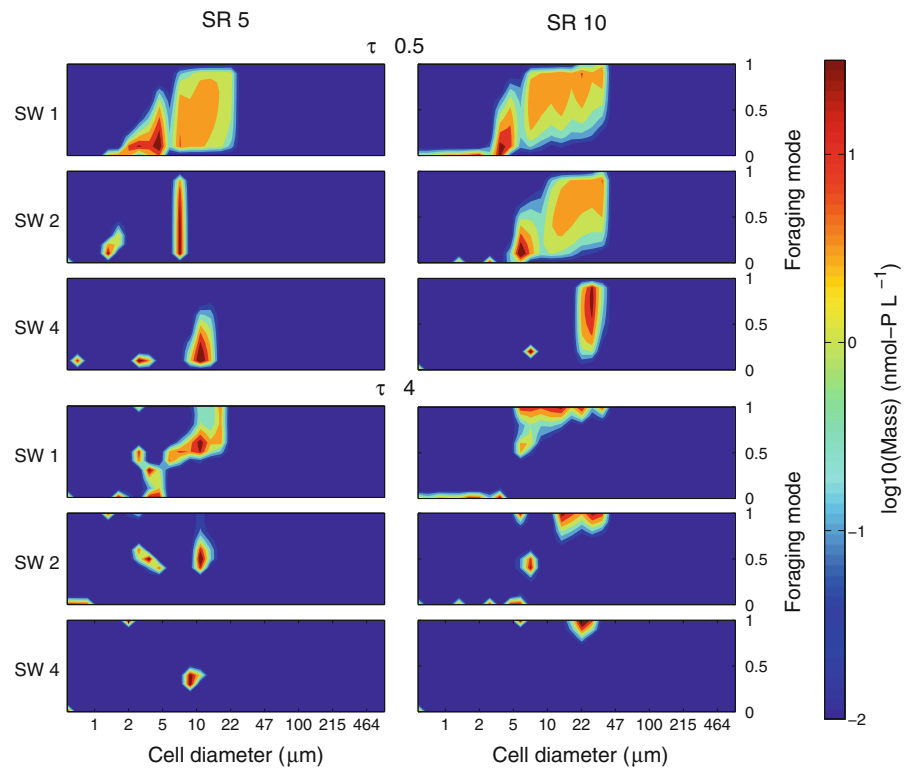 SR 5 SR 10
τ 0.5
SW 1
1
0.5
0
SW 2
1
0.5
0
SW 4
1
0.5
0
Foraging mode
τ 4
SW 1
1
0.5
0
SW 2
1
0.5
0
SW 4
1
0.5
0
Foraging mode
1 2 5 10 22 47 100 215 464
1 2 5 10 22 47 100 215 464
Cell diameter (μm)
Cell diameter (μm)
1
0
−1
−2
log10(Mass) (nmol−P L⁻¹)